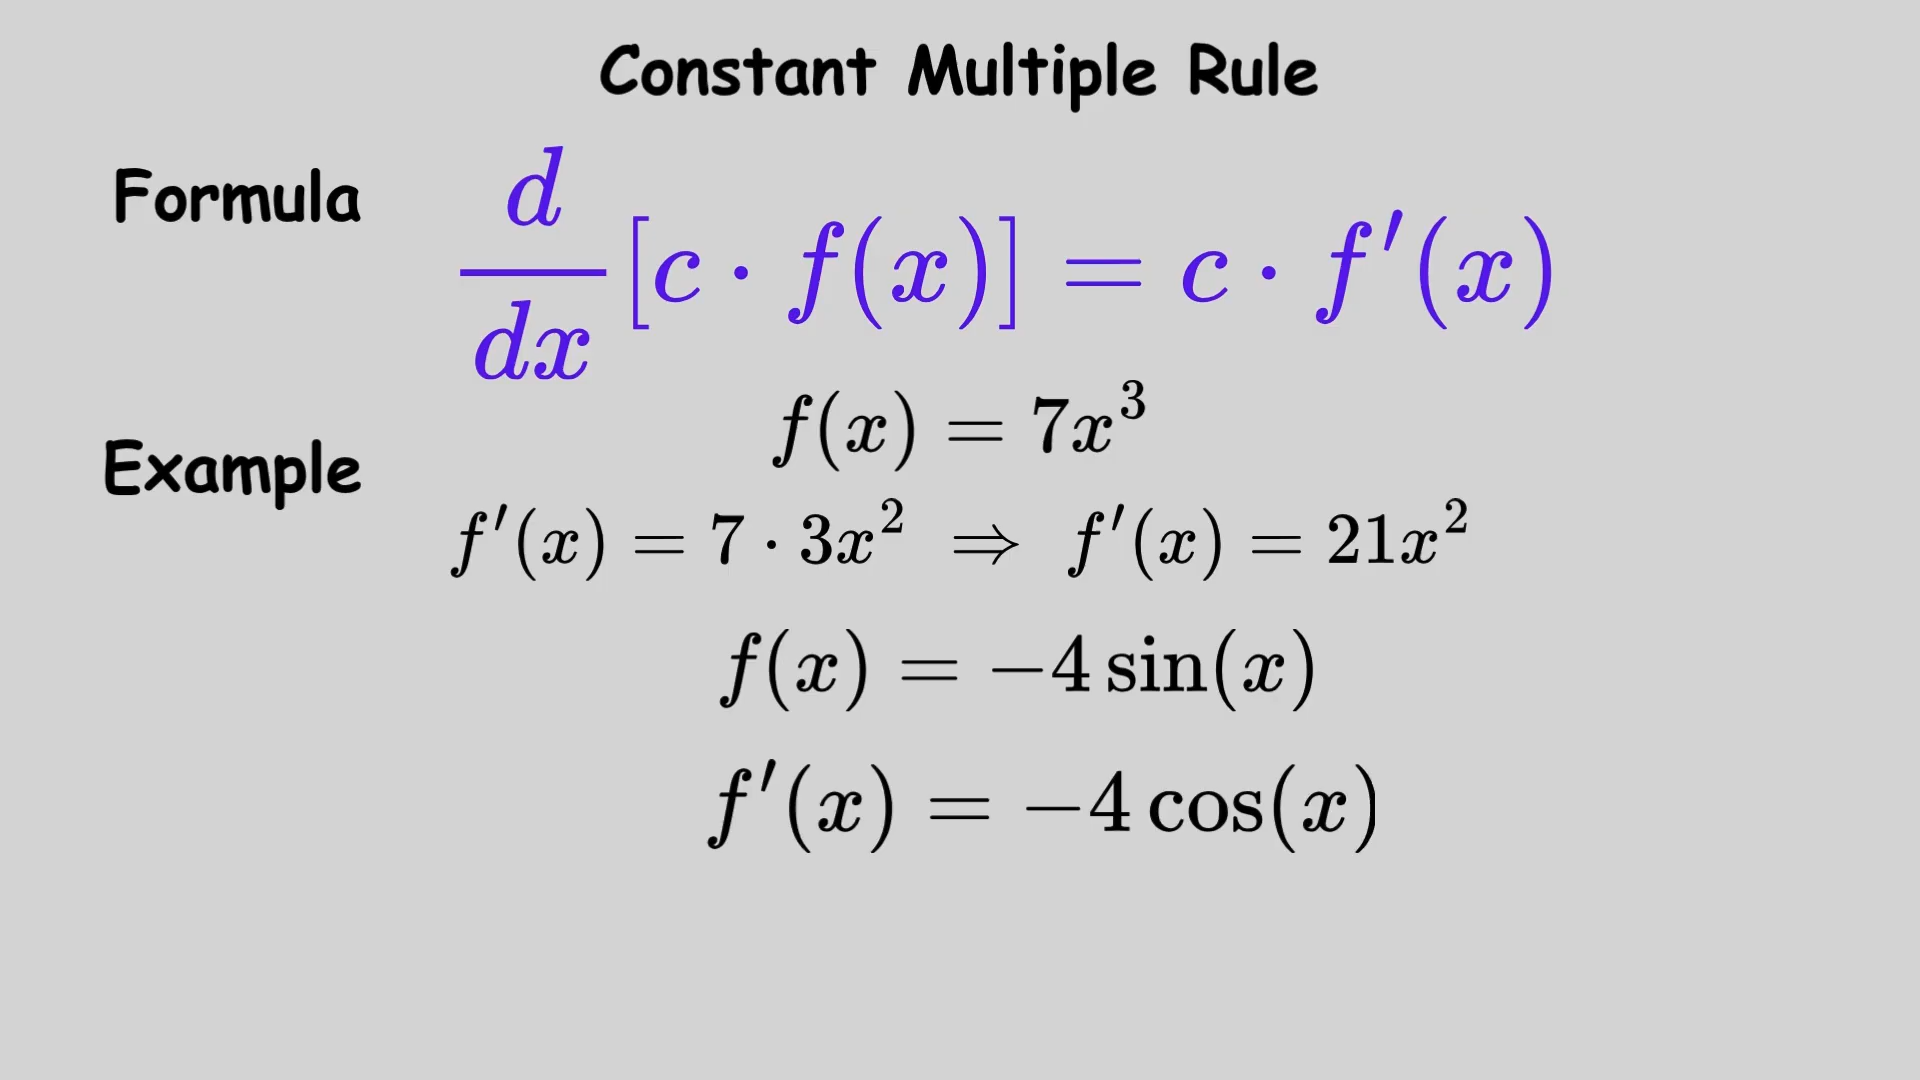 Constant Multiple Rule
Formula
d/dx [c · f(x)] = c · f′(x)
Example
f(x) = 7x³
f′(x) = 7 · 3x² ⇒ f′(x) = 21x²
f(x) = −4 sin(x)
f′(x) = −4 cos(x)